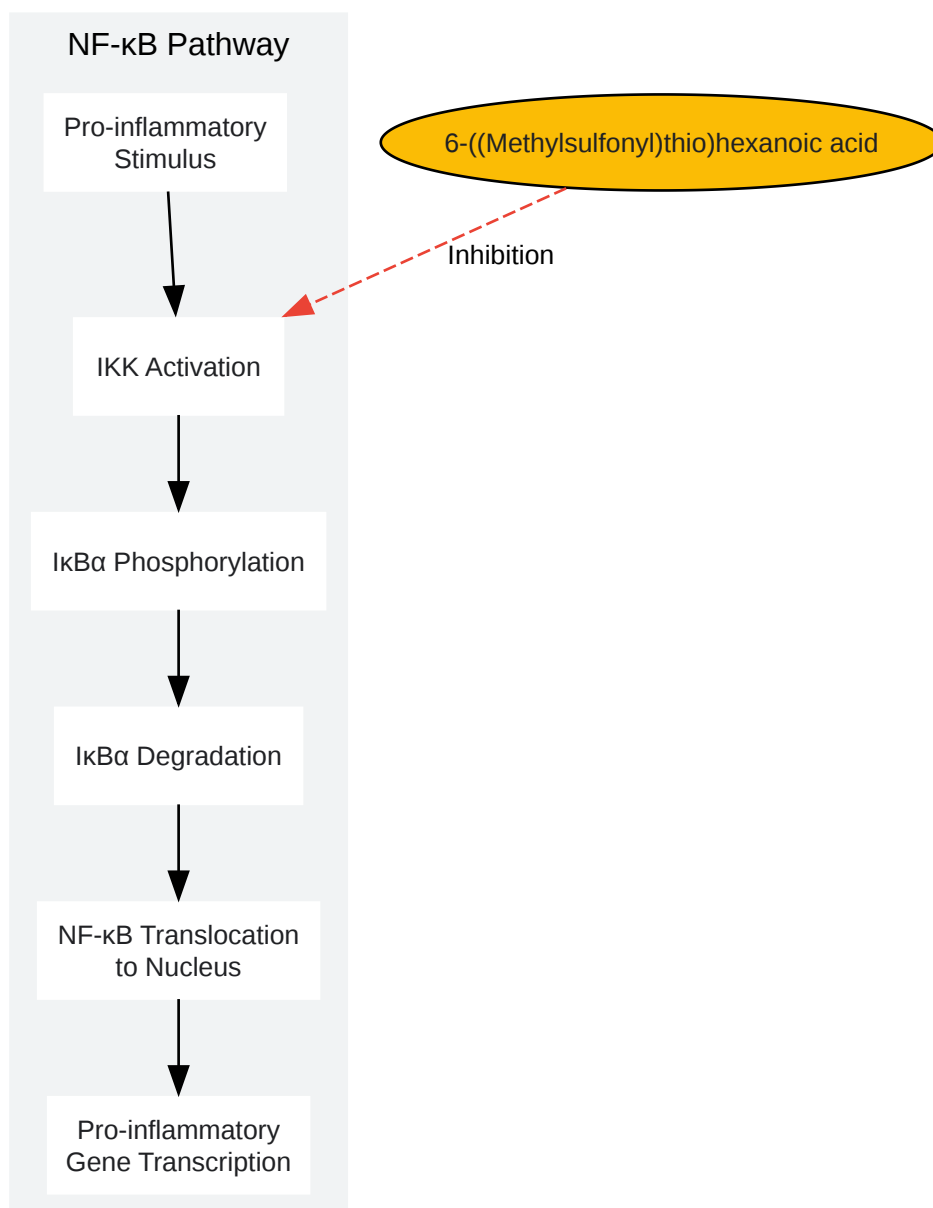 NF-κB Pathway
Pro-inflammatory
Stimulus
6-((Methylsulfonyl)thio)hexanoic acid
Inhibition
IKK Activation
IκBα Phosphorylation
IκBα Degradation
NF-κB Translocation
to Nucleus
Pro-inflammatory
Gene Transcription